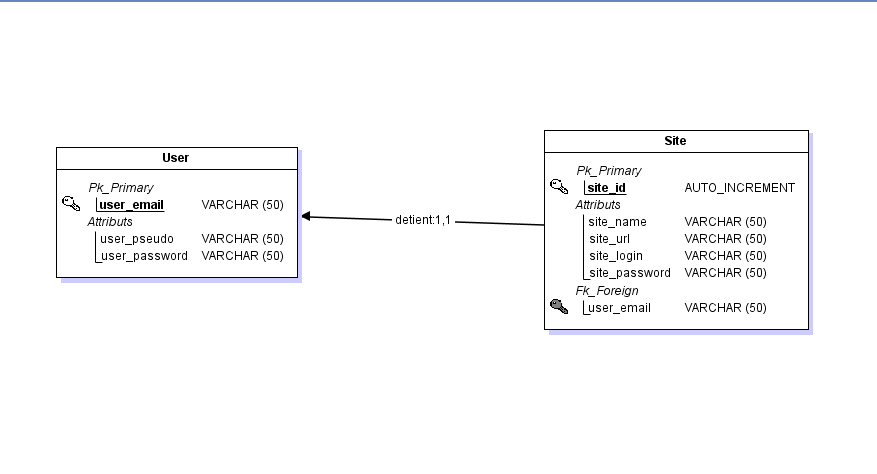 User
Pk_Primary
user_email VARCHAR (50)
Attributs
user_pseudo VARCHAR (50)
user_password VARCHAR (50)
detient:1,1
Site
Pk_Primary
site_id AUTO_INCREMENT
Attributs
site_name VARCHAR (50)
site_url VARCHAR (50)
site_login VARCHAR (50)
site_password VARCHAR (50)
Fk_Foreign
user_email VARCHAR (50)